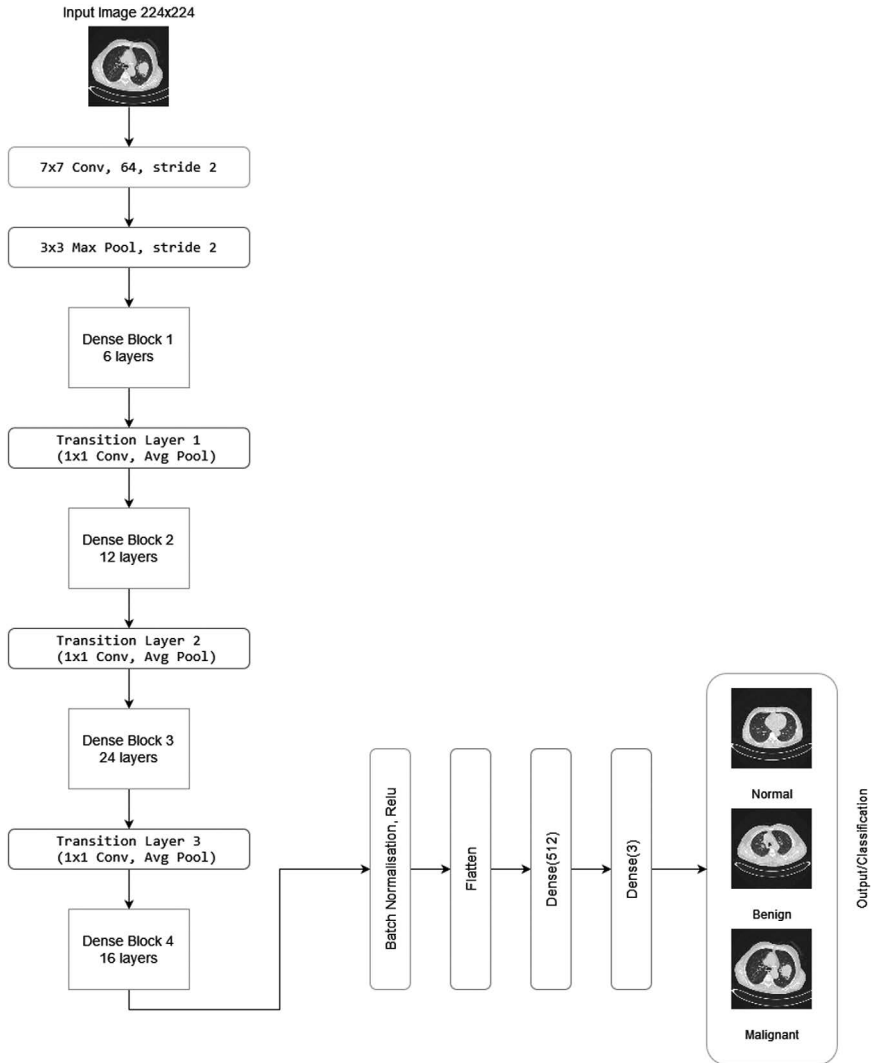 Input Image 224x224
7x7 Conv, 64, stride 2
3x3 Max Pool, stride 2
Dense Block 1
6 layers
Transition Layer 1
(1x1 Conv, Avg Pool)
Dense Block 2
12 layers
Transition Layer 2
(1x1 Conv, Avg Pool)
Dense Block 3
24 layers
Transition Layer 3
(1x1 Conv, Avg Pool)
Dense Block 4
16 layers
Batch Normalisation, Relu
Flatten
Dense(512)
Dense(3)
Normal
Benign
Malignant
Output/Classification